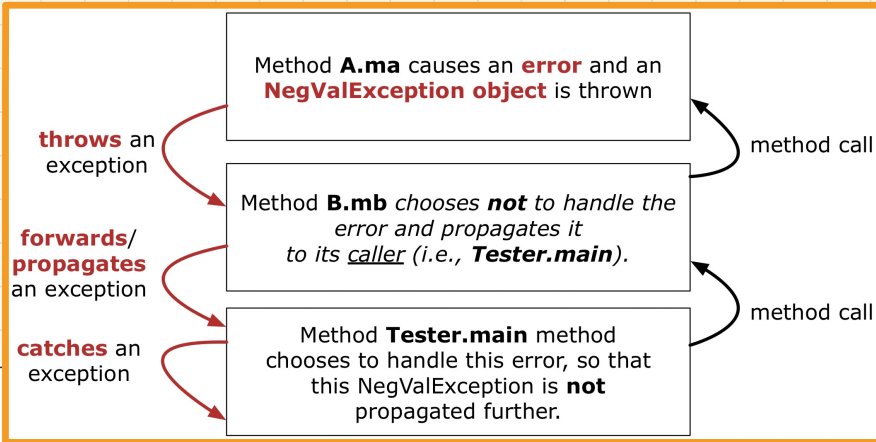 Method A.ma causes an error and an
NegValException object is thrown
throws an
exception
method call
Method B.mb chooses not to handle the
error and propagates it
to its caller (i.e., Tester.main).
forwards/
propagates
an exception
method call
Method Tester.main method
chooses to handle this error, so that
this NegValException is not
propagated further.
catches an
exception